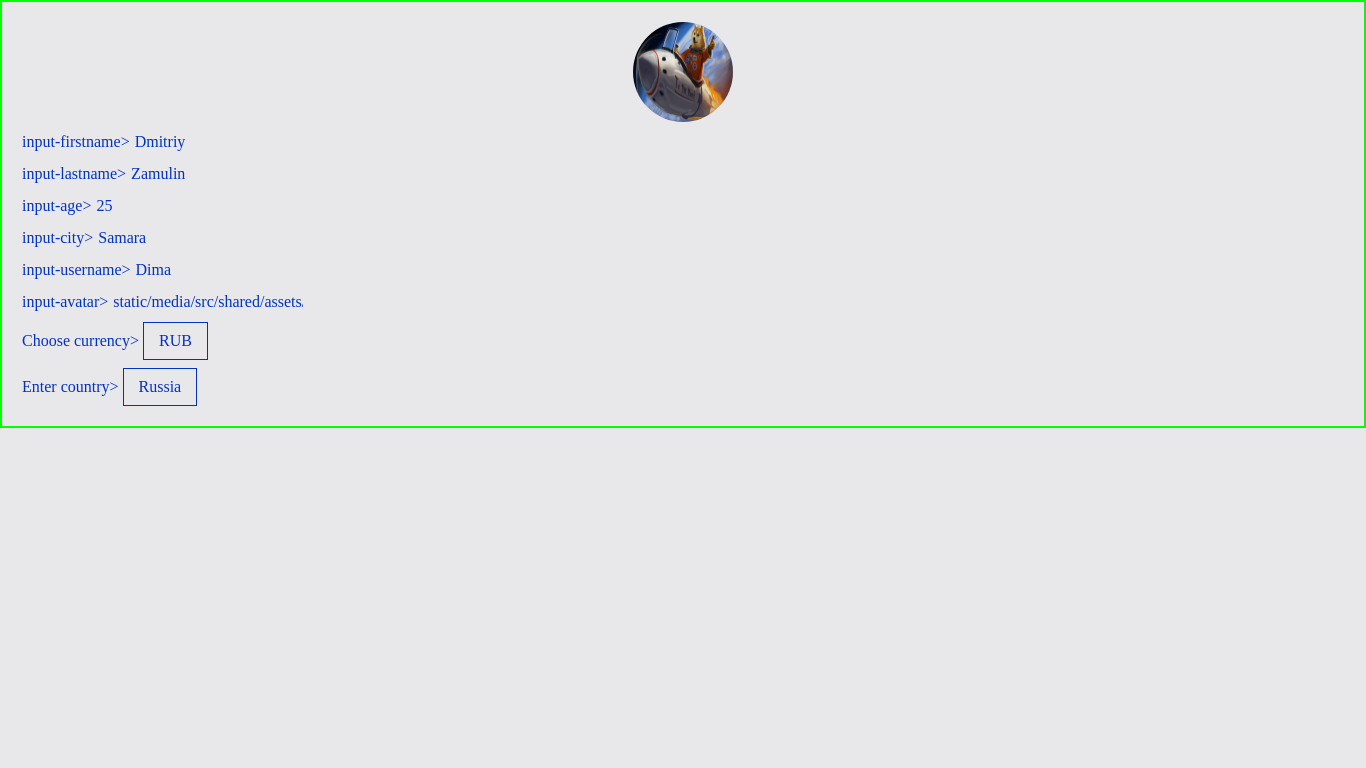 input-firstname> Dmitriy
input-lastname> Zamulin
input-age> 25
input-city> Samara
input-username> Dima
input-avatar> static/media/src/shared/assets
Choose currency> RUB
Enter country> Russia